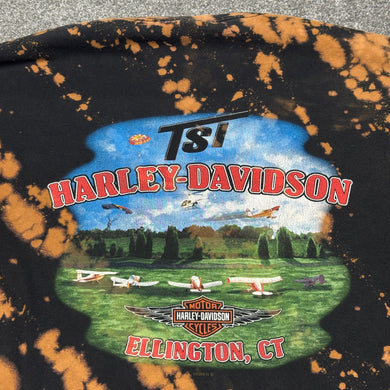 TSI
HARLEY-DAVIDSON
MOTOR
HARLEY-DAVIDSON
CYCLES
ELLINGTON, CT